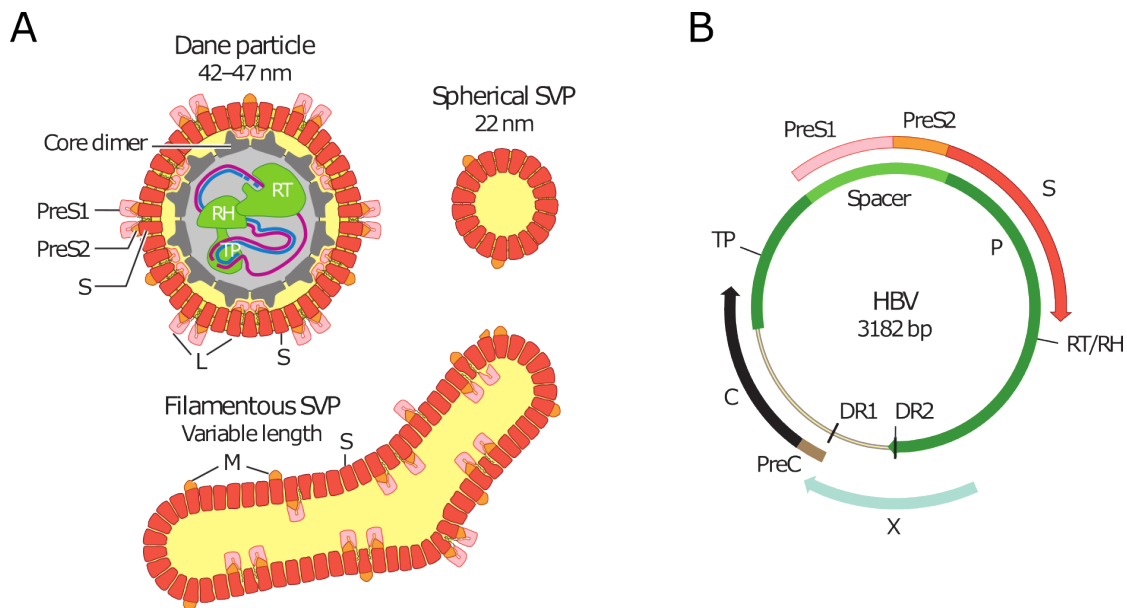 A
Dane particle
42–47 nm
Core dimer
RT
RH
TP
PreS1
PreS2
S
L
S
Spherical SVP
22 nm
Filamentous SVP
Variable length
M
S
B
PreS1
PreS2
S
Spacer
P
TP
HBV
3182 bp
RT/RH
C
DR1
DR2
PreC
X